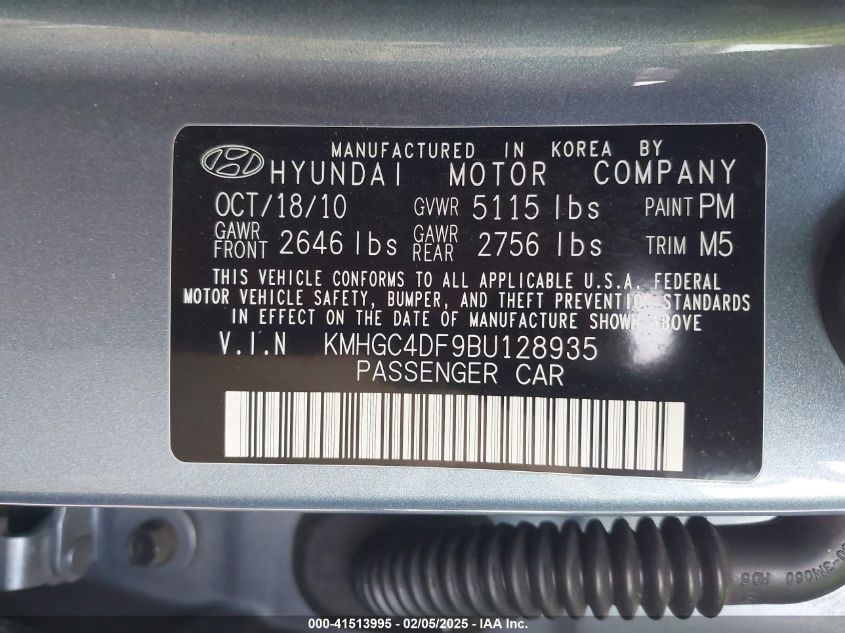 MANUFACTURED IN KOREA BY
HYUNDAI MOTOR COMPANY
OCT/18/10 GVWR 5115 lbs PAINT PM
GAWR FRONT 2646 lbs GAWR REAR 2756 lbs TRIM M5
THIS VEHICLE CONFORMS TO ALL APPLICABLE U.S.A. FEDERAL
MOTOR VEHICLE SAFETY, BUMPER, AND THEFT PREVENTION STANDARDS
IN EFFECT ON THE DATE OF MANUFACTURE SHOWN ABOVE
V.I.N KMHGC4DF9BU128935
PASSENGER CAR
0-3M060
HDS
000-41513995 - 02/05/2025 - IAA Inc.